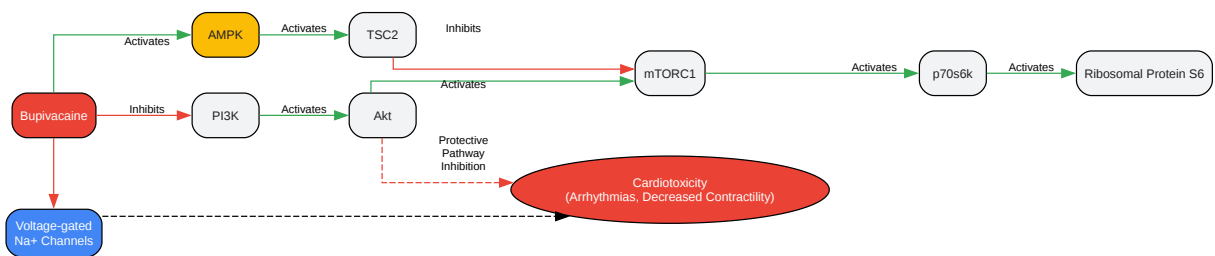 AMPK
Activates
Activates
TSC2
Inhibits
mTORC1
Activates
Activates
p70s6k
Activates
Ribosomal Protein S6
Bupivacaine
Inhibits
PI3K
Activates
Akt
Protective
Pathway
Inhibition
Cardiotoxicity
(Arrhythmias, Decreased Contractility)
Voltage-gated
Na+ Channels